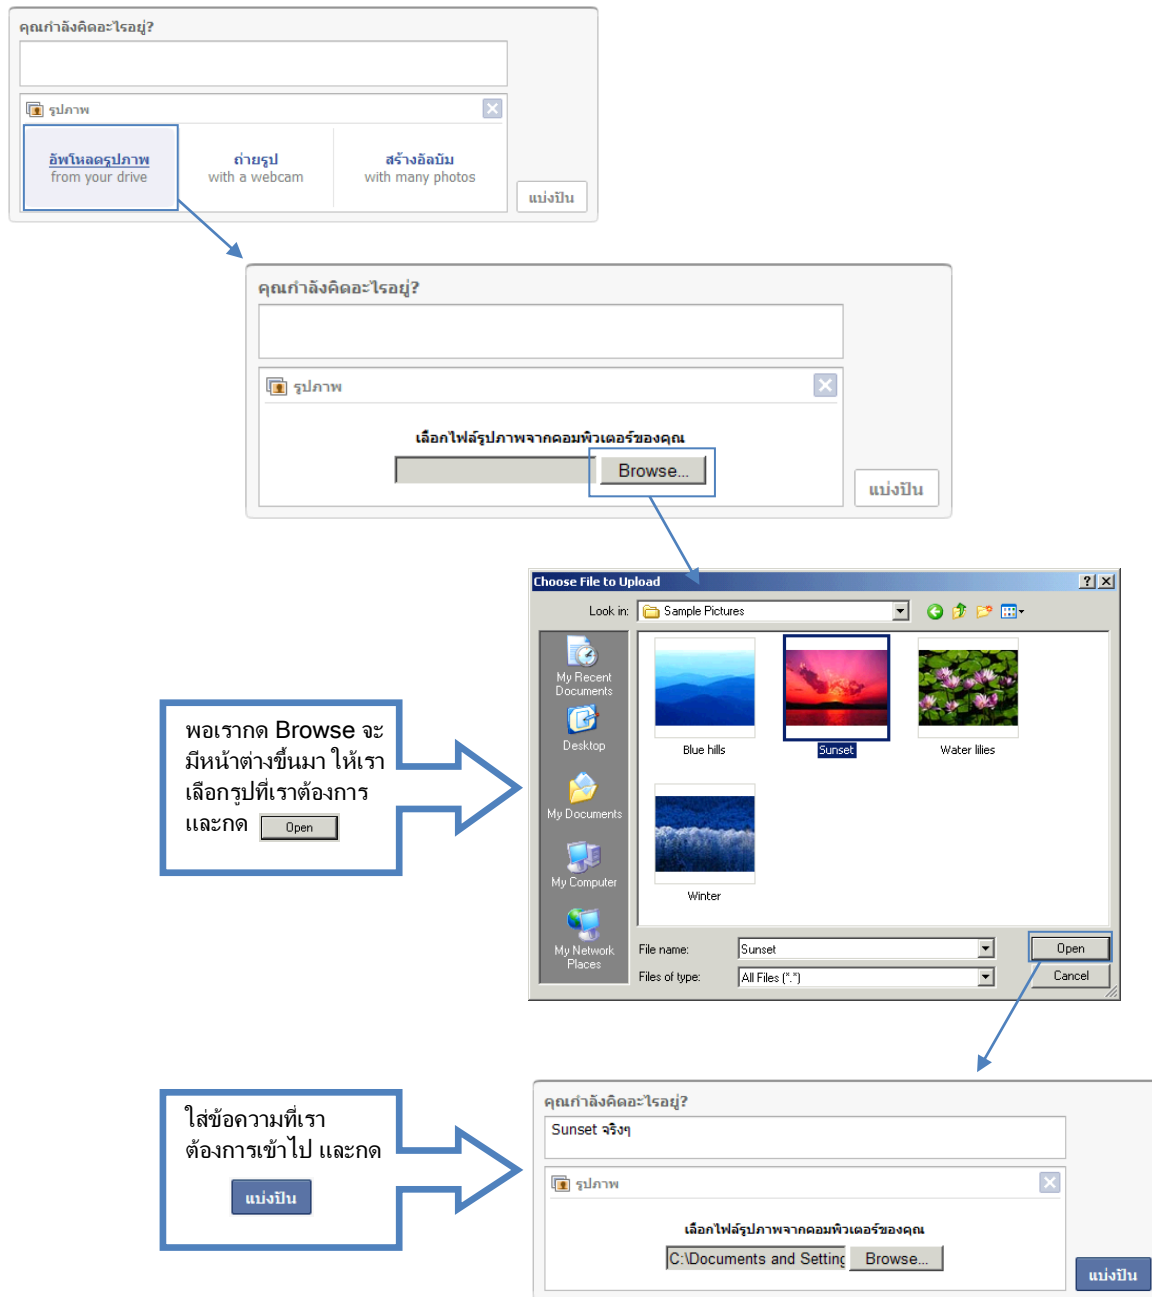 คุณกำลังคิดอะไรอยู่?
รูปภาพ
อัพโหลดรูปภาพ
from your drive
ถ่ายรูป
with a webcam
สร้างอัลบัม
with many photos
แบ่งปัน
คุณกำลังคิดอะไรอยู่?
รูปภาพ
เลือกไฟล์รูปภาพจากคอมพิวเตอร์ของคุณ
Browse...
แบ่งปัน
Choose File to Upload
Look in:
Sample Pictures
My Recent
Documents
Desktop
My Documents
My Computer
My Network
Places
Blue hills
Sunset
Water lilies
Winter
File name:
Sunset
Open
Files of type:
All Files (*.*)
Cancel
พอเรากด Browse จะ
มีหน้าต่างขึ้นมา ให้เรา
เลือกรูปที่เราต้องการ
และกด Open
ใส่ข้อความที่เรา
ต้องการเข้าไป และกด
แบ่งปัน
คุณกำลังคิดอะไรอยู่?
Sunset จริงๆ
รูปภาพ
เลือกไฟล์รูปภาพจากคอมพิวเตอร์ของคุณ
C:\Documents and Setting
Browse...
แบ่งปัน